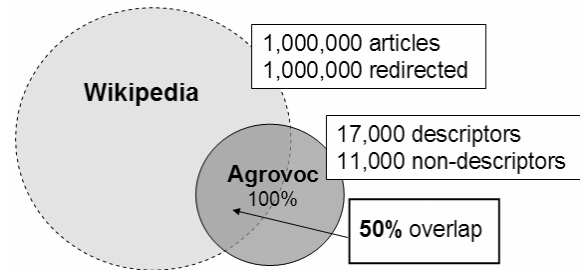 1,000,000 articles
1,000,000 redirected
Wikipedia
17,000 descriptors
11,000 non-descriptors
Agrovoc
100%
50% overlap